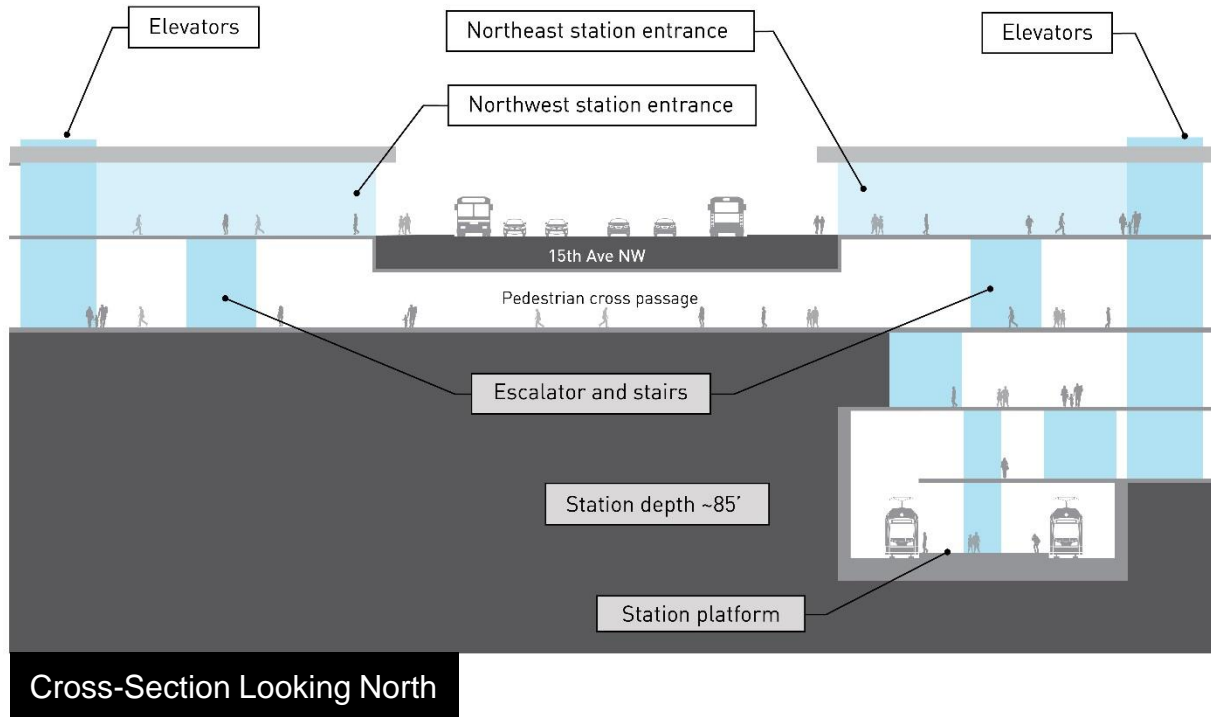 Elevators
Northeast station entrance
Elevators
Northwest station entrance
15th Ave NW
Pedestrian cross passage
Escalator and stairs
Station depth ~85’
Station platform
Cross-Section Looking North